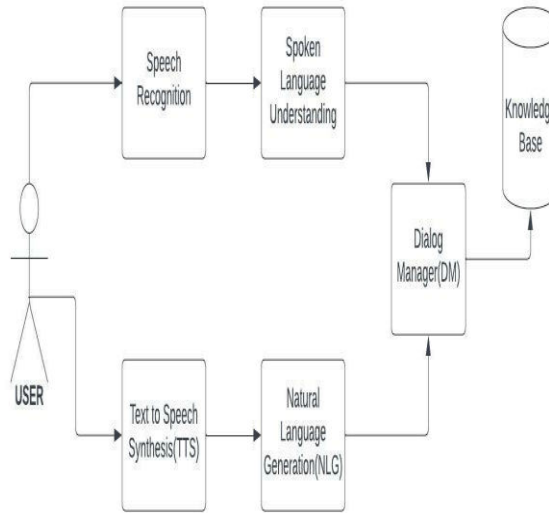 Speech
Recognition
Spoken
Language
Understanding
Knowledg
Base
Dialog
Manager(DM)
USER
Text to Speech
Synthesis(TTS)
Natural
Language
Generation(NLG)